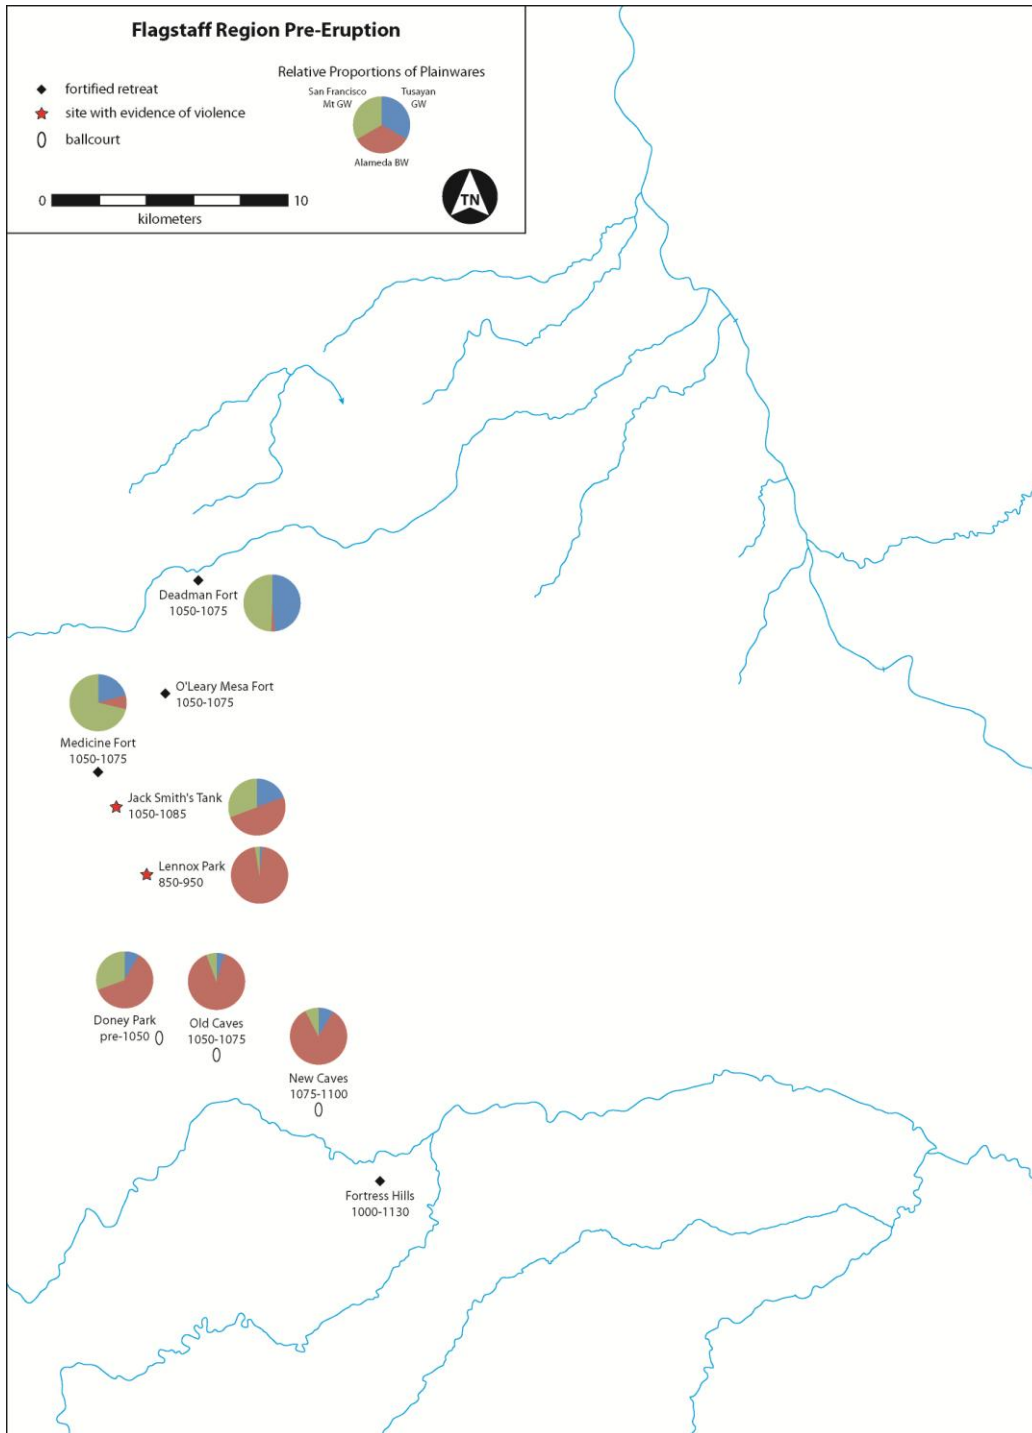 Flagstaff Region Pre-Eruption
fortified retreat
site with evidence of violence
ballcourt
Relative Proportions of Plainwares
San Francisco
Mt GW
Tusayan
GW
Alameda BW
0
10
kilometers
TN
Deadman Fort
1050-1075
O'Leary Mesa Fort
1050-1075
Medicine Fort
1050-1075
Jack Smith's Tank
1050-1085
Lennox Park
850-950
Doney Park
pre-1050
Old Caves
1050-1075
New Caves
1075-1100
Fortress Hills
1000-1130